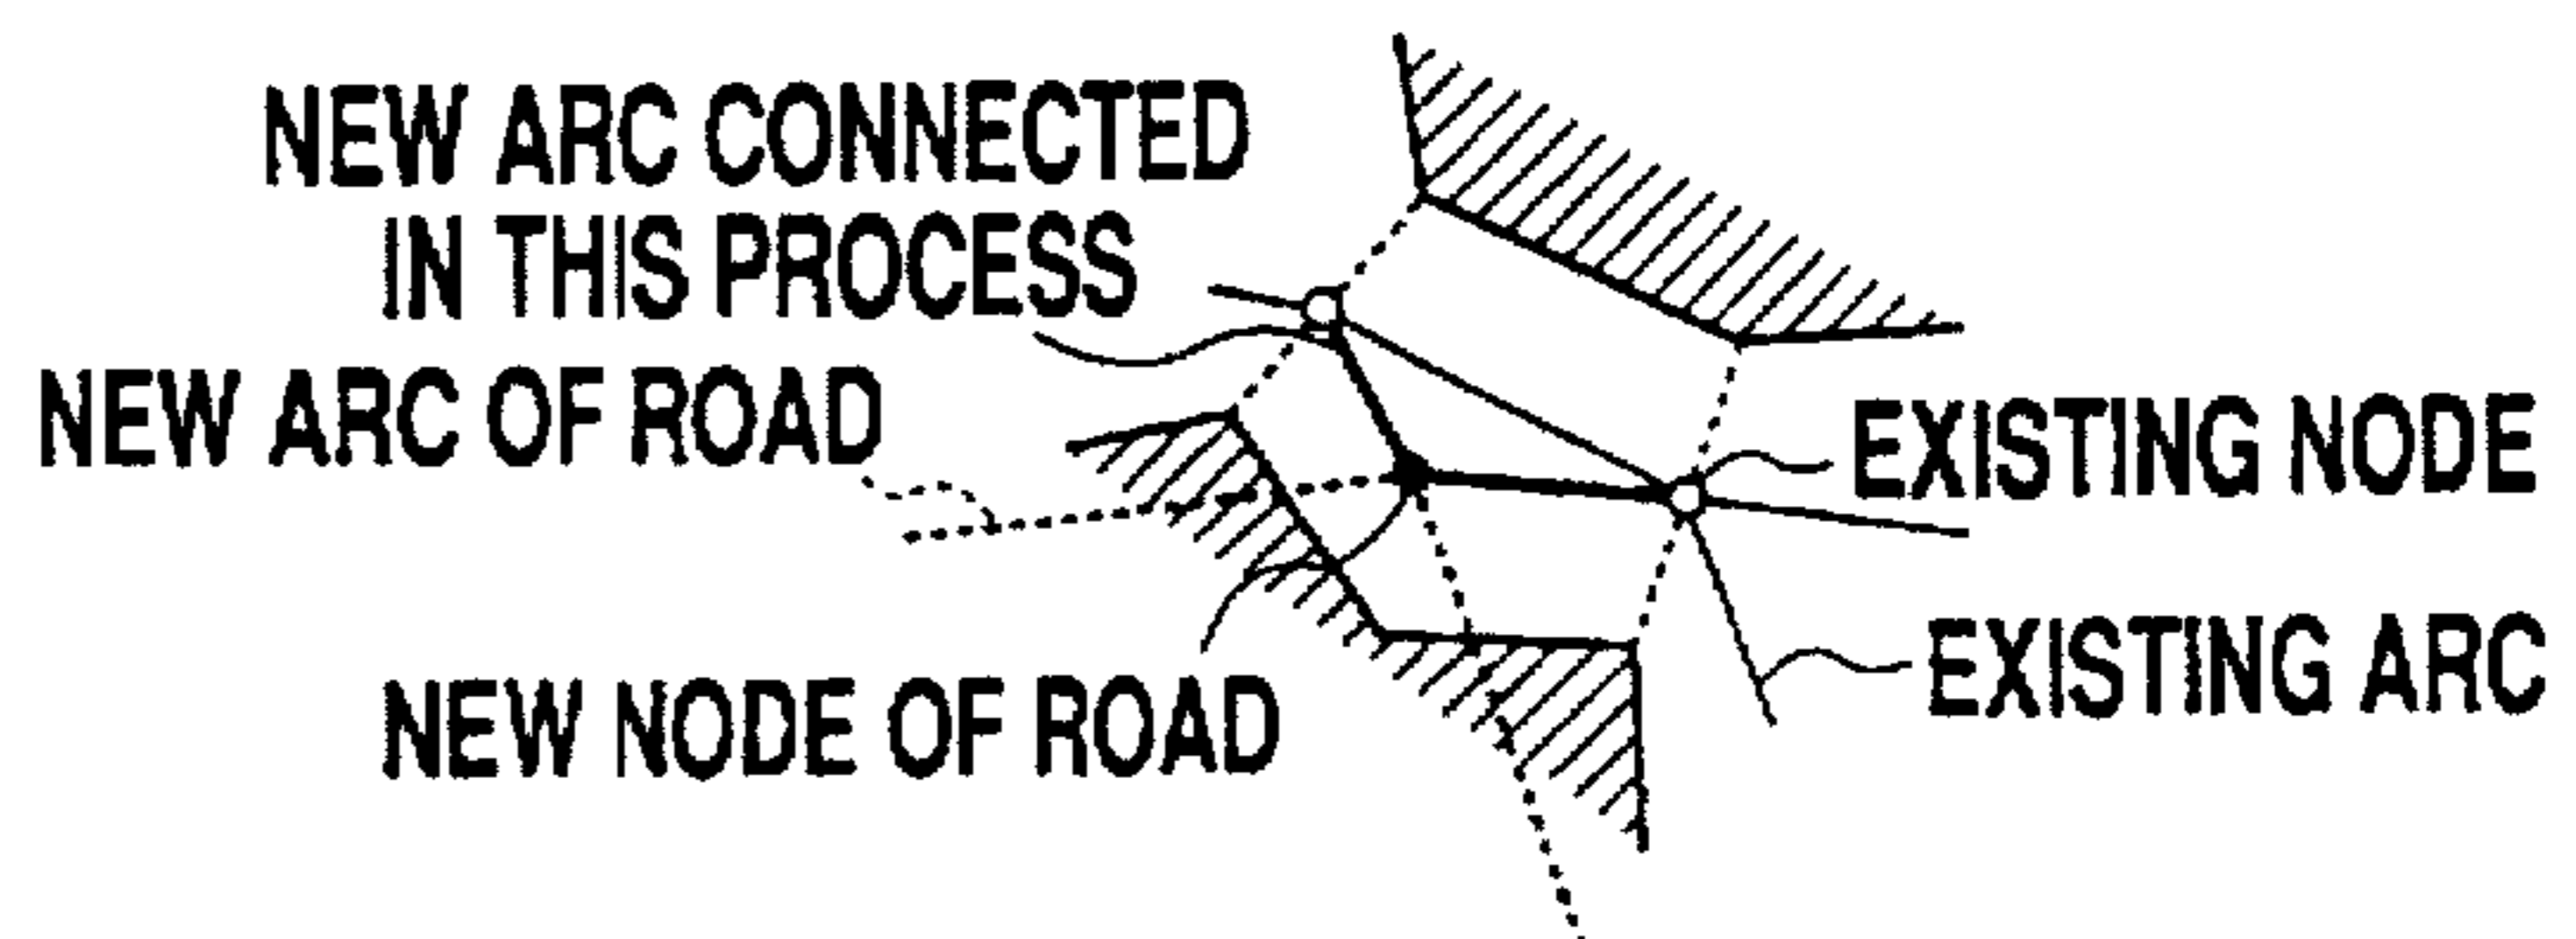 NEW ARC CONNECTED
IN THIS PROCESS
NEW ARC OF ROAD
EXISTING NODE
EXISTING ARC
NEW NODE OF ROAD